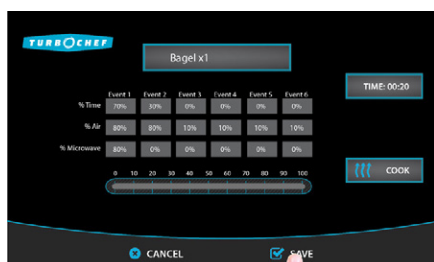 TURBOCHEF
Bagel x1
TIME: 00:20
Event 1 Event 2 Event 3 Event 4 Event 5 Event 6
% Time 70% 30% 0% 0% 0% 0%
% Air 80% 80% 10% 10% 10% 10%
% Microwave 80% 0% 0% 0% 0% 0%
0 10 20 30 40 50 60 70 80 90 100
COOK
CANCEL
SAVE